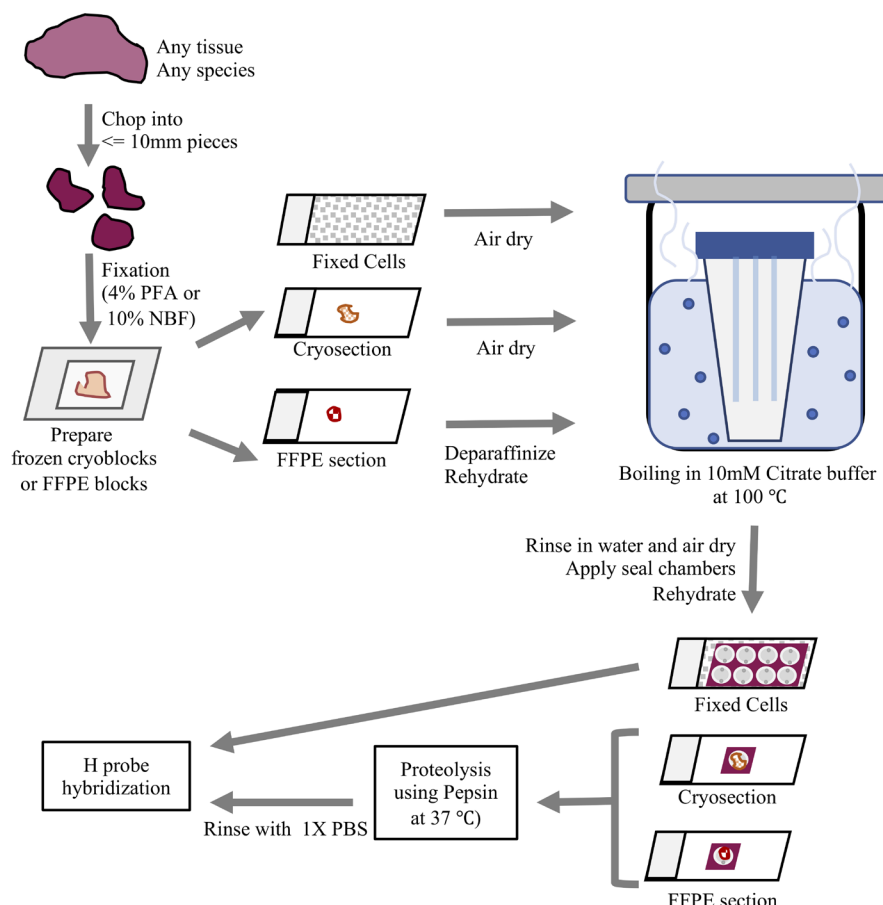 Any tissue
Any species
Chop into
<= 10mm pieces
Fixation
(4% PFA or
10% NBF)
Prepare
frozen cryoblocks
or FFPE blocks
Fixed Cells
Air dry
Cryosection
Air dry
FFPE section
Deparaffinize
Rehydrate
Boiling in 10mM Citrate buffer
at 100 ℃
Rinse in water and air dry
Apply seal chambers
Rehydrate
Fixed Cells
Cryosection
FFPE section
Proteolysis
using Pepsin
at 37 ℃)
Rinse with 1X PBS
H probe
hybridization